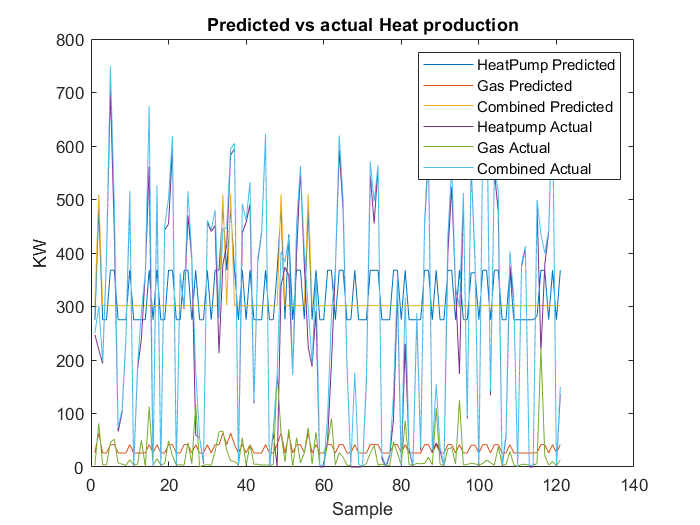 Predicted vs actual Heat production
800
700
600
500
400
300
200
100
0
KW
HeatPump Predicted
Gas Predicted
Combined Predicted
Heatpump Actual
Gas Actual
Combined Actual
0 20 40 60 80 100 120 140
Sample